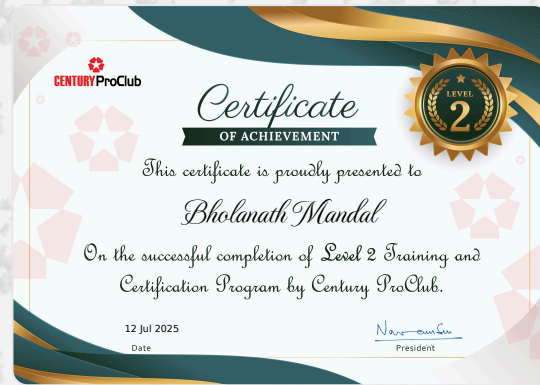 CENTURY ProClub
LEVEL
2
Certificate
OF ACHIEVEMENT
This certificate is proudly presented to
Bholanath Mandal
On the successful completion of Level 2 Training and
Certification Program by Century ProClub.
12 Jul 2025
Date
President